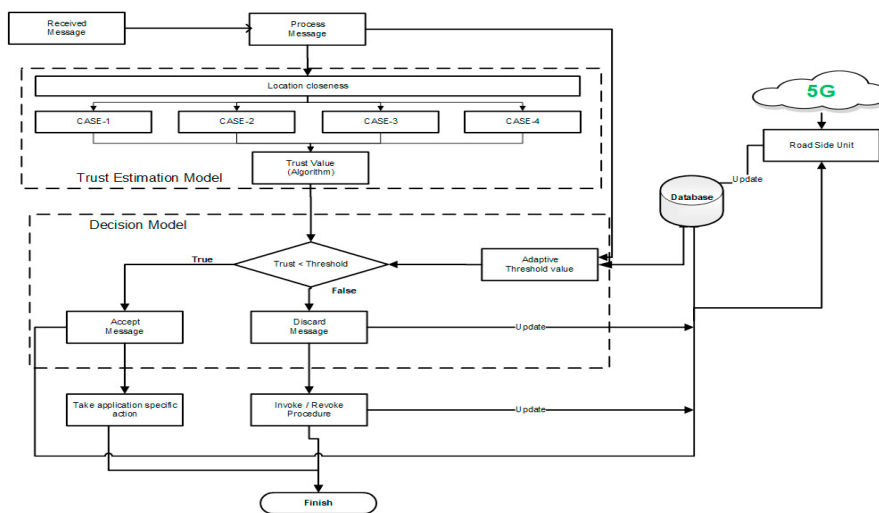 Received
Message
Process
Message
Location closeness
CASE-1
CASE-2
CASE-3
CASE-4
Trust Value
(Algorithm)
Trust Estimation Model
5G
Road Side Unit
Update
Database
Decision Model
True
Trust < Threshold
False
Adaptive
Threshold value
Accept
Message
Discard
Message
Update
Take application specific
action
Invoke / Revoke
Procedure
Update
Finish